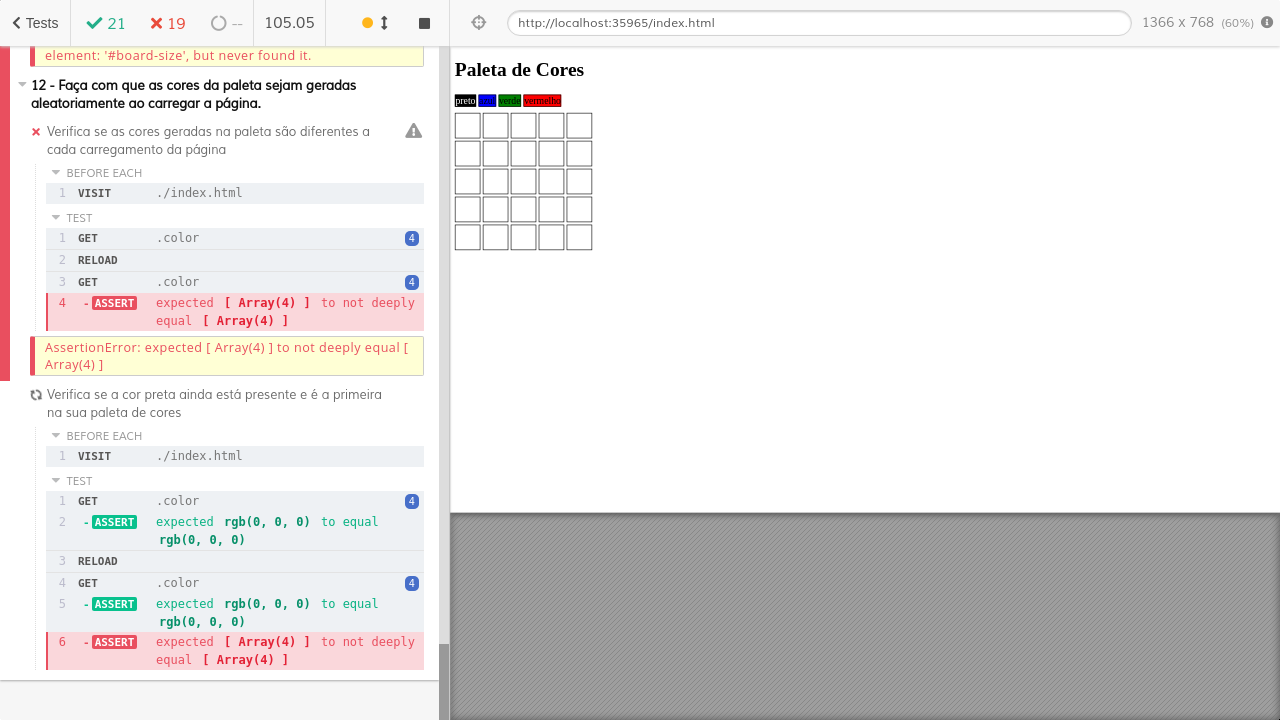 Tests
21
19
--
105.05
http://localhost:35965/index.html
1366 x 768 (60%)
element: '#board-size', but never found it.
12 - Faça com que as cores da paleta sejam geradas
aleatoriamente ao carregar a página.
Verifica se as cores geradas na paleta são diferentes a
cada carregamento da página
BEFORE EACH
1 VISIT ./index.html
TEST
1 GET .color 4
2 RELOAD
3 GET .color 4
4 -ASSERT expected [ Array(4) ] to not deeply
equal [ Array(4) ]
AssertionError: expected [ Array(4) ] to not deeply equal [
Array(4) ]
Verifica se a cor preta ainda está presente e é a primeira
na sua paleta de cores
BEFORE EACH
1 VISIT ./index.html
TEST
1 GET .color 4
2 -ASSERT expected rgb(0, 0, 0) to equal
rgb(0, 0, 0)
3 RELOAD
4 GET .color 4
5 -ASSERT expected rgb(0, 0, 0) to equal
rgb(0, 0, 0)
6 -ASSERT expected [ Array(4) ] to not deeply
equal [ Array(4) ]
Paleta de Cores
preto azul verde vermelho